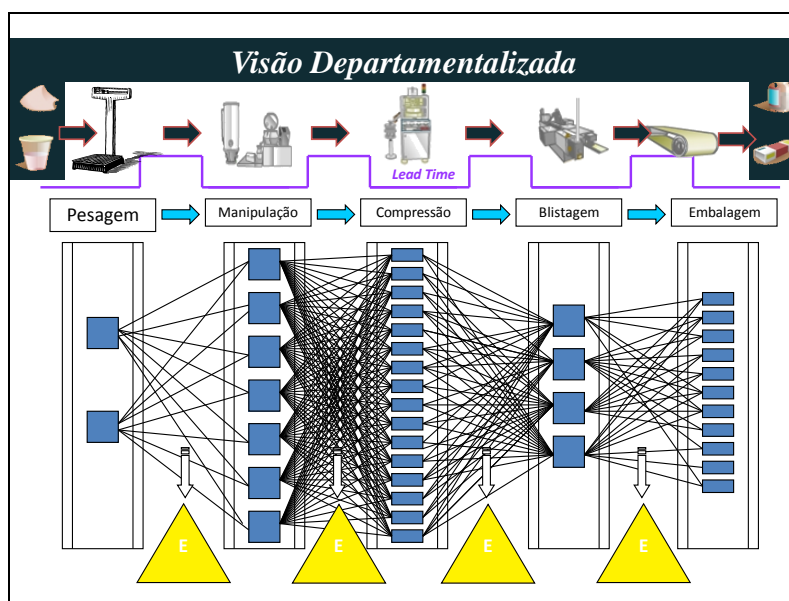 Visão Departamentalizada
Lead Time
Pesagem
Manipulação
Compressão
Blistagem
Embalagem
E
E
E
E